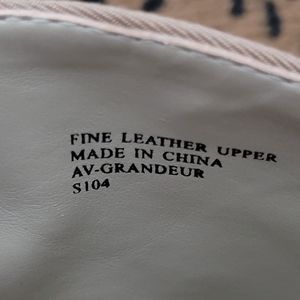 FINE LEATHER UPPER
MADE IN CHINA
AV-GRANDEUR
S104